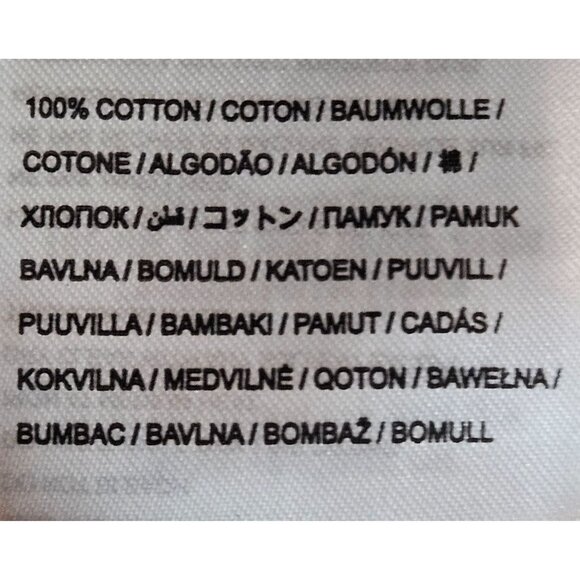 100% COTTON / COTON / BAUMWOLLE /
COTONE / ALGODÃO / ALGODÓN / 棉 /
ХЛОПОК / قطن / コットン / ПАМУК / PAMUK
BAVLNA / BOMULD / KATOEN / PUUVILL /
PUUVILLA / BAMBAKI / PAMUT / CADÁS /
KOKVILNA / MEDVILNĖ / QOTON / BAWEŁNA /
BUMBAC / BAVLNA / BOMBAŽ / BOMULL